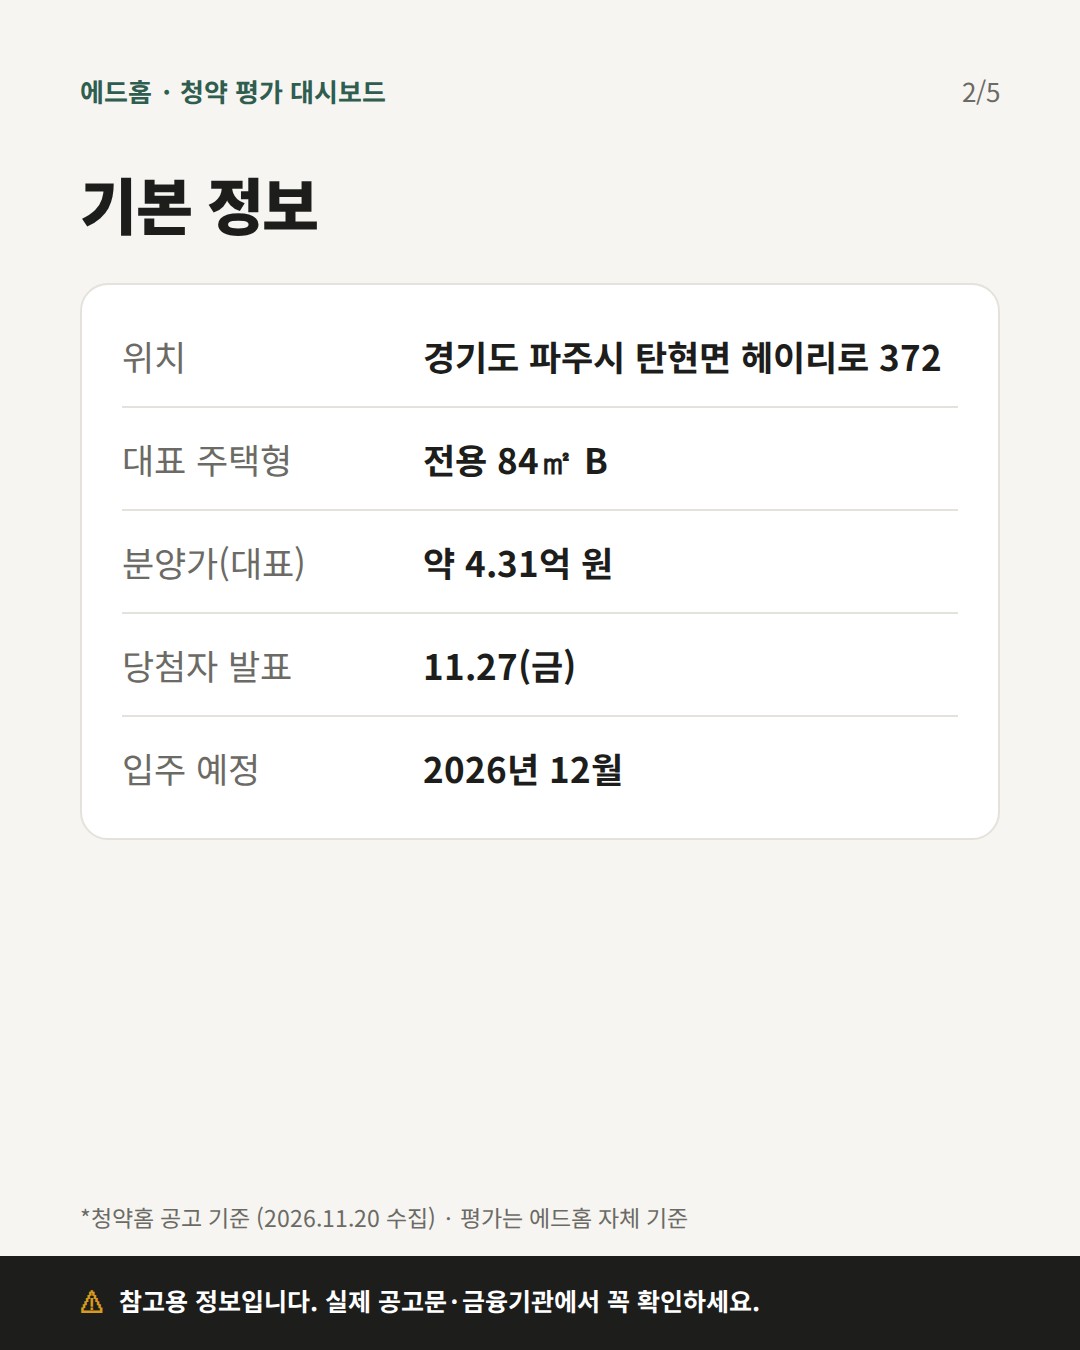 에드홈 · 청약 평가 대시보드
2/5
기본 정보
위치 경기도 파주시 탄현면 헤이리로 372
대표 주택형 전용 84㎡ B
분양가(대표) 약 4.31억 원
당첨자 발표 11.27(금)
입주 예정 2026년 12월
*청약홈 공고 기준 (2026.11.20 수집) · 평가는 에드홈 자체 기준
⚠ 참고용 정보입니다. 실제 공고문·금융기관에서 꼭 확인하세요.